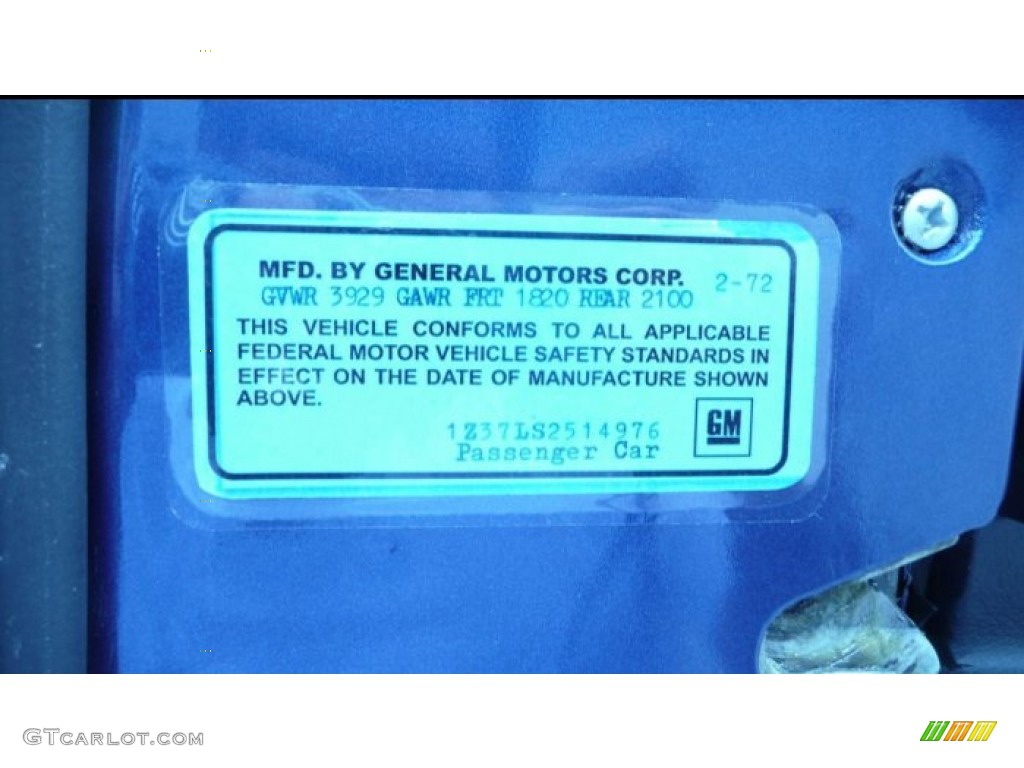 MFD. BY GENERAL MOTORS CORP. 2-72
GVWR 3929 GAWR FRT 1820 REAR 2100
THIS VEHICLE CONFORMS TO ALL APPLICABLE
FEDERAL MOTOR VEHICLE SAFETY STANDARDS IN
EFFECT ON THE DATE OF MANUFACTURE SHOWN
ABOVE.
1Z37LS2514976
Passenger Car
GM
GTCARLOT.COM